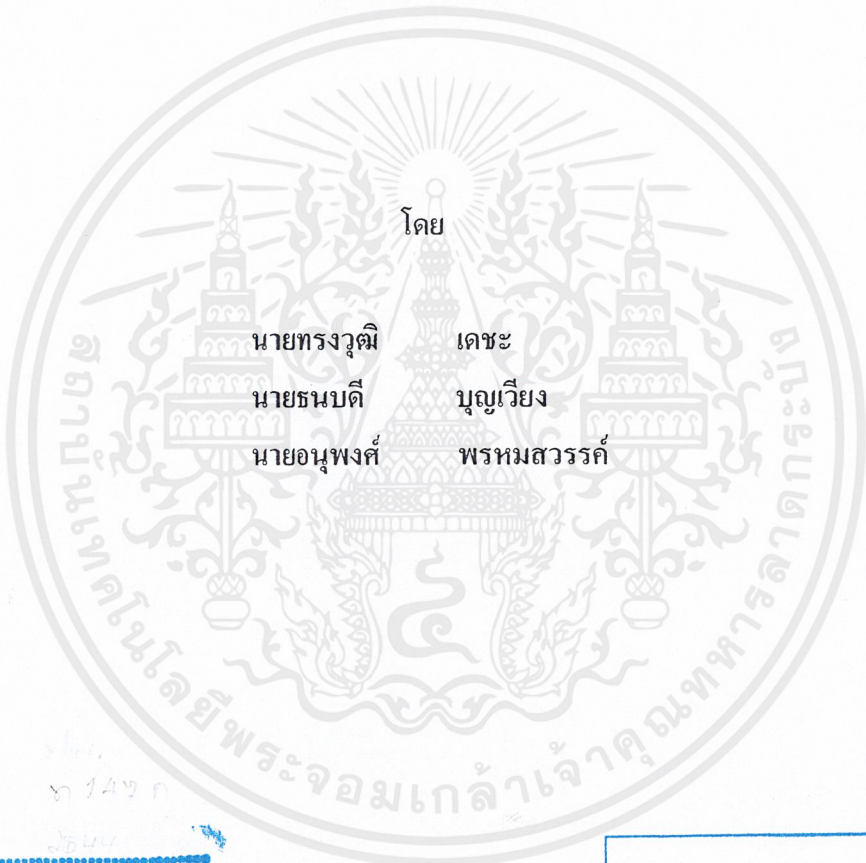 โดย
นายทรงวุฒิ เดชะ
นายธนบดี บุญเวียง
นายอนุพงศ์ พรหมสวรรค์
สถาบันเทคโนโลยีพระจอมเกล้าเจ้าคุณทหารลาดกระบัง